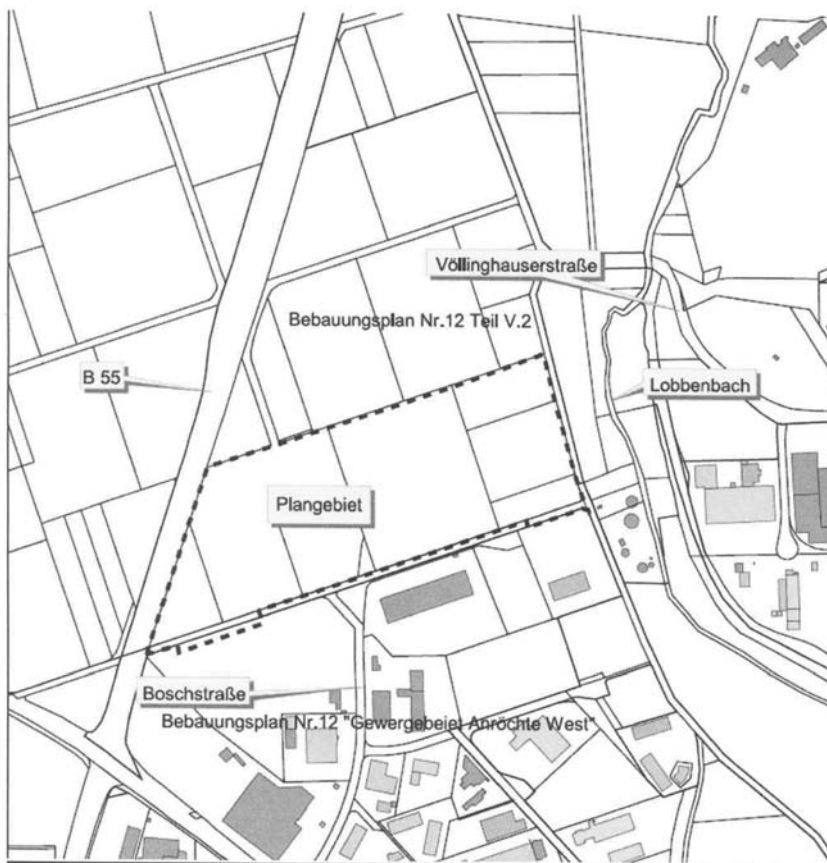 Völlinghauserstraße
Bebauungsplan Nr.12 Teil V.2
B 55
Lobbenbach
Plangebiet
Boschstraße
Bebauungsplan Nr.12 "Gewergebeiet Anröchte West"